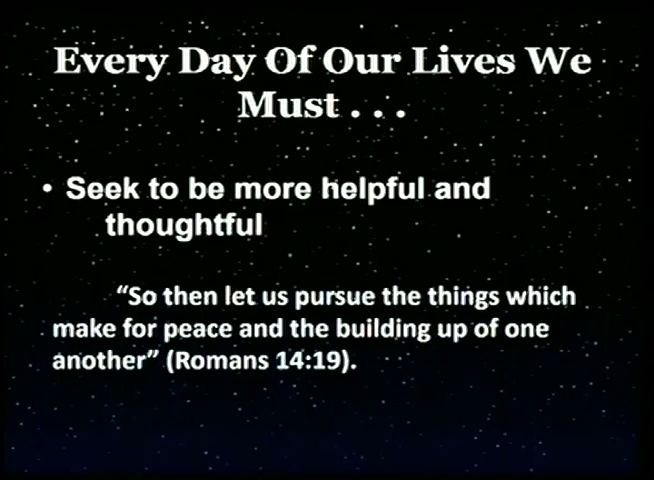 Every Day Of Our Lives We
Must . . .
• Seek to be more helpful and
thoughtful
“So then let us pursue the things which
make for peace and the building up of one
another” (Romans 14:19).